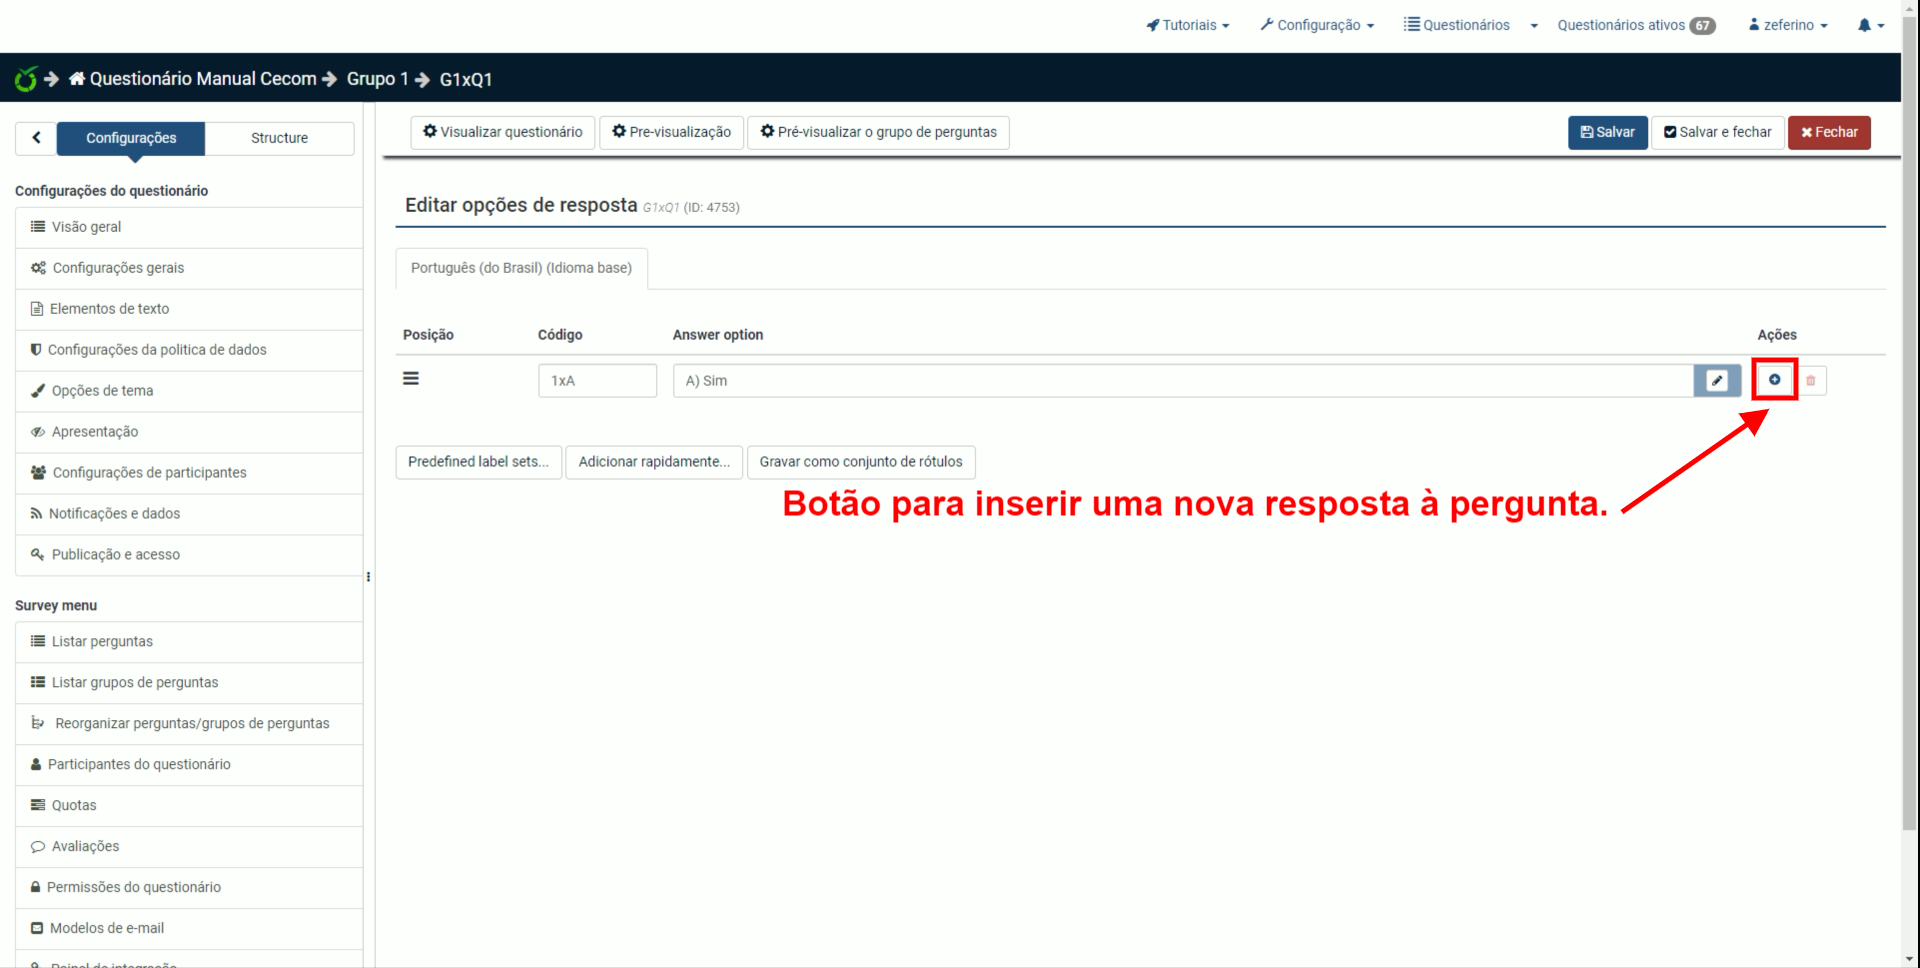 Tutoriais
Configuração
Questionários
Questionários ativos 67
zeferino
Questionário Manual Cecom
Grupo 1
G1xQ1
Configurações
Structure
Visualizar questionário
Pre-visualização
Pré-visualizar o grupo de perguntas
Salvar
Salvar e fechar
Fechar
Configurações do questionário
Visão geral
Configurações gerais
Elementos de texto
Configurações da politica de dados
Opções de tema
Apresentação
Configurações de participantes
Notificações e dados
Publicação e acesso
Survey menu
Listar perguntas
Listar grupos de perguntas
Reorganizar perguntas/grupos de perguntas
Participantes do questionário
Quotas
Avaliações
Permissões do questionário
Modelos de e-mail
Editar opções de resposta G1xQ1 (ID: 4753)
Português (do Brasil) (Idioma base)
Posição Código Answer option Ações
1xA A) Sim
Predefined label sets...
Adicionar rapidamente...
Gravar como conjunto de rótulos
Botão para inserir uma nova resposta à pergunta.